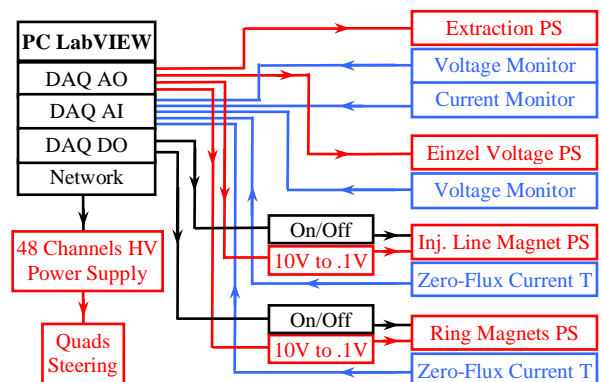 PC LabVIEW
DAQ AO
DAQ AI
DAQ DO
Network
48 Channels HV
Power Supply
Quads
Steering
Extraction PS
Voltage Monitor
Current Monitor
Einzel Voltage PS
Voltage Monitor
On/Off
10V to .1V
Inj. Line Magnet PS
Zero-Flux Current T
On/Off
10V to .1V
Ring Magnets PS
Zero-Flux Current T